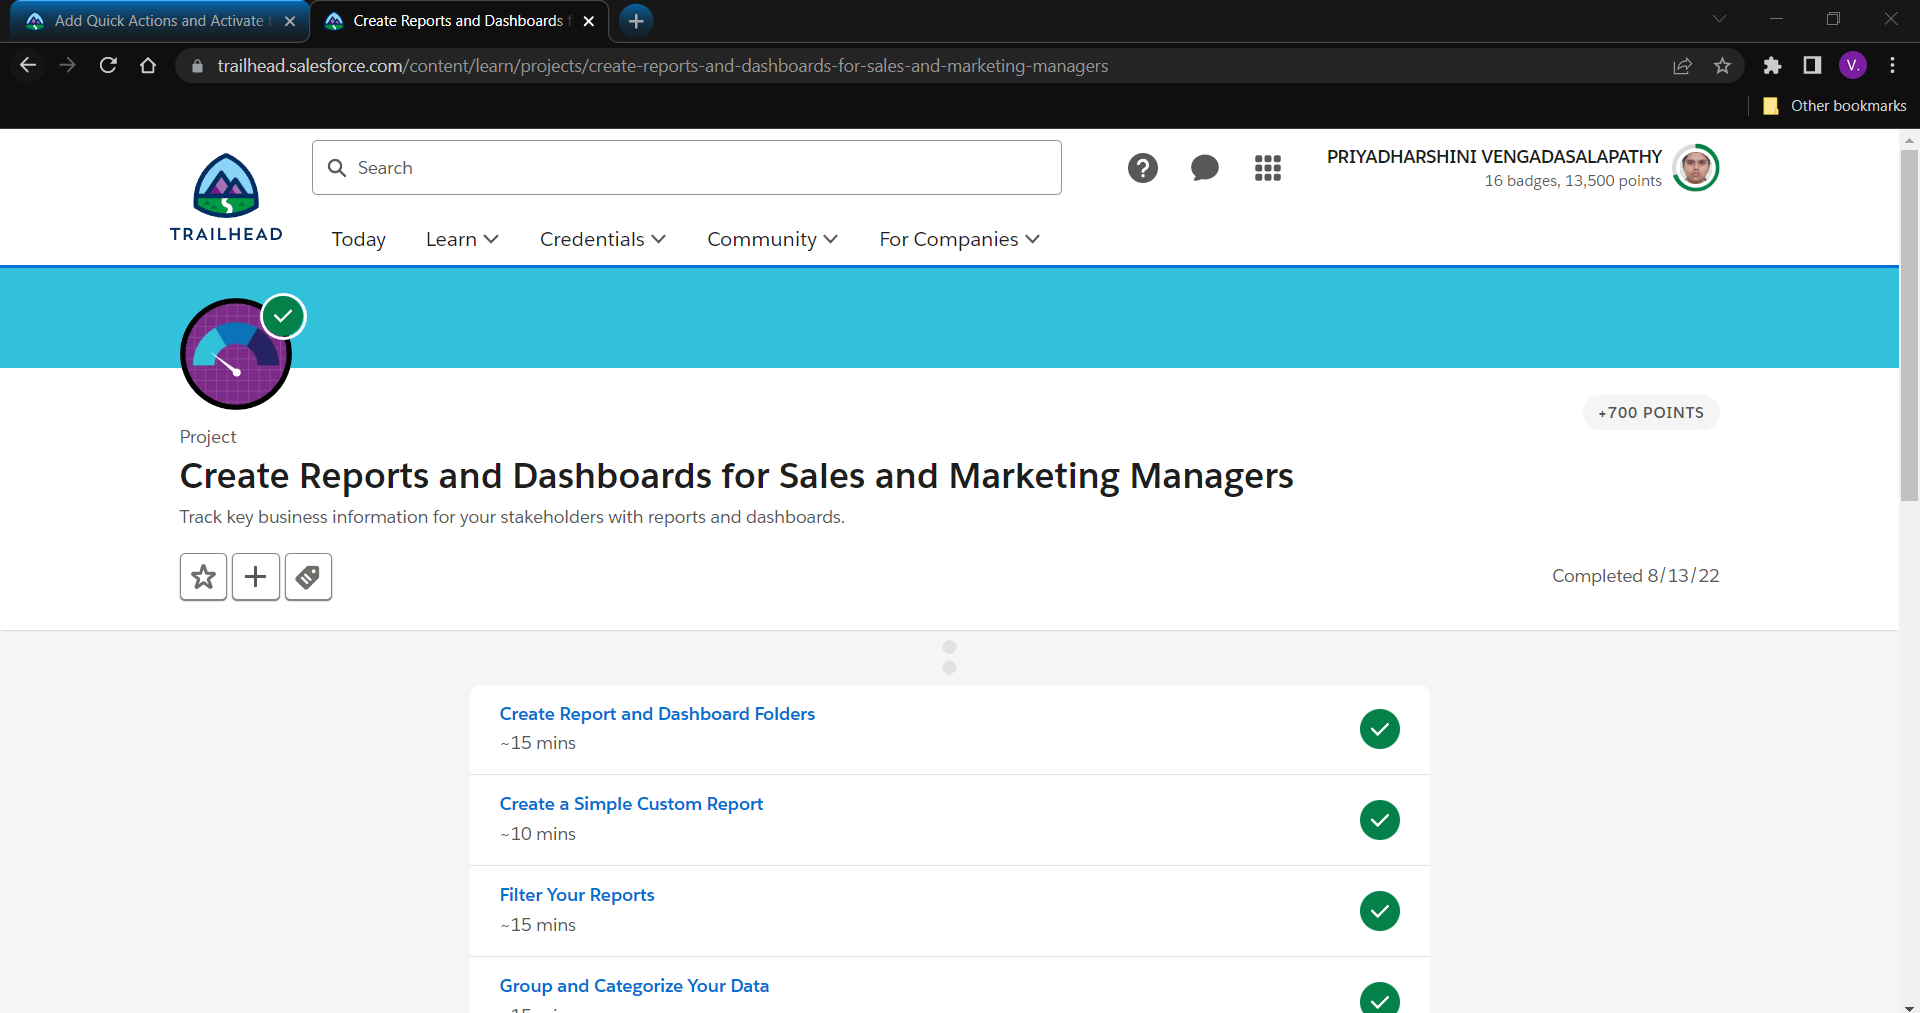 Add Quick Actions and Activate
Create Reports and Dashboards
trailhead.salesforce.com/content/learn/projects/create-reports-and-dashboards-for-sales-and-marketing-managers
V.
Other bookmarks
TRAILHEAD
Search
PRIYADHARSHINI VENGADASALAPATHY
16 badges, 13,500 points
Today
Learn
Credentials
Community
For Companies
+700 POINTS
Project
Create Reports and Dashboards for Sales and Marketing Managers
Track key business information for your stakeholders with reports and dashboards.
Completed 8/13/22
Create Report and Dashboard Folders
~15 mins
Create a Simple Custom Report
~10 mins
Filter Your Reports
~15 mins
Group and Categorize Your Data